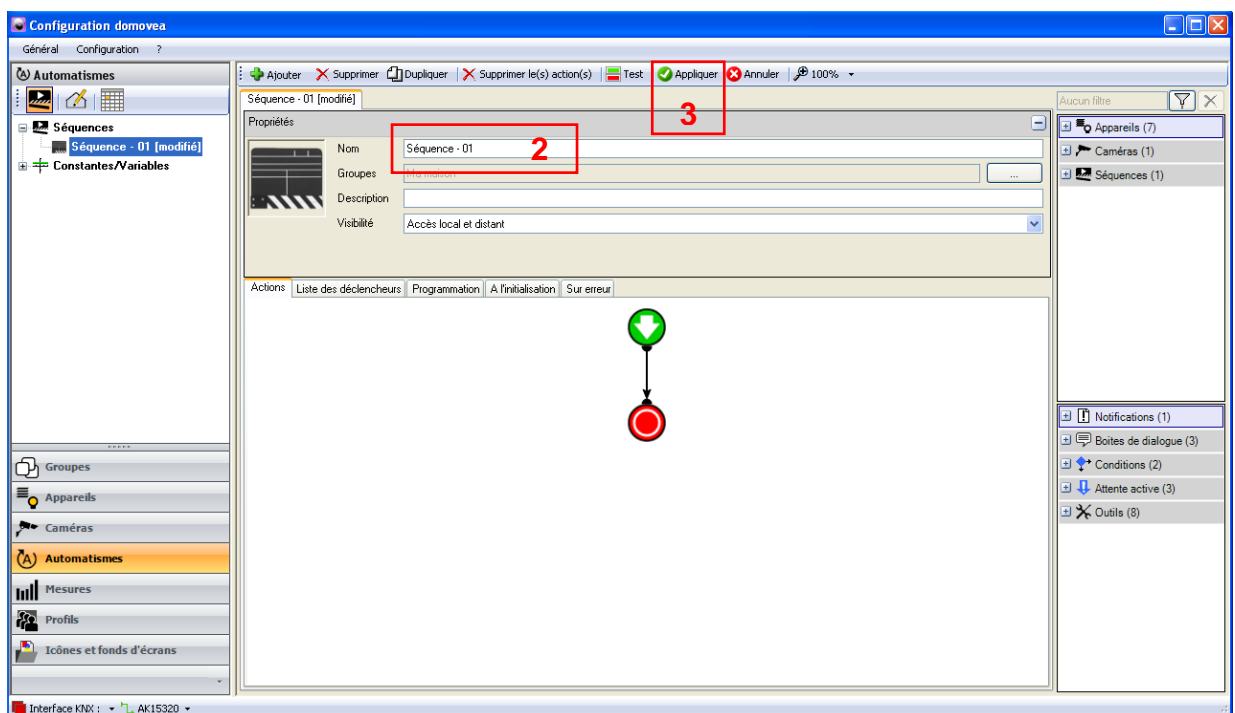 Configuration domovea
Général Configuration ?
Automatismes
Séquences
Séquence - 01 [modifié]
Constantes/Variables
Groupes
Appareils
Caméras
Automatismes
Mesures
Profils
Icônes et fonds d'écrans
Ajouter Supprimer Dupliquer Supprimer le(s) action(s) Test Appliquer Annuler 100%
3
Séquence - 01 [modifié]
Propriétés
Nom Séquence - 01
2
Groupes Ma maison ...
Description
Visibilité Accès local et distant
Actions Liste des déclencheurs Programmation A l'initialisation Sur erreur
Aucun filtre
Appareils (7)
Caméras (1)
Séquences (1)
Notifications (1)
Boites de dialogue (3)
Conditions (2)
Attente active (3)
Outils (8)
Interface KNX : AK15320